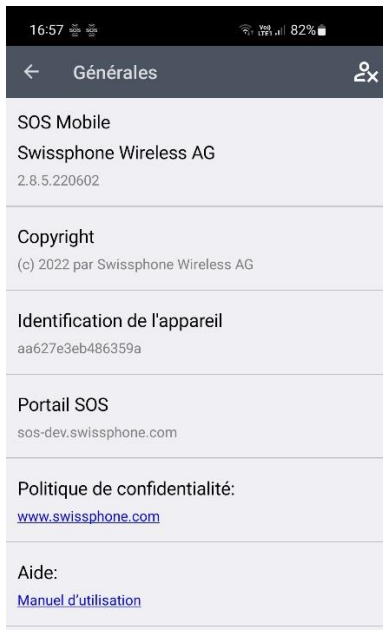 16:57 SOS SOS 82%
Générales
SOS Mobile
Swissphone Wireless AG
2.8.5.220602
Copyright
(c) 2022 par Swissphone Wireless AG
Identification de l'appareil
aa627e3eb486359a
Portail SOS
sos-dev.swissphone.com
Politique de confidentialité:
www.swissphone.com
Aide:
Manuel d'utilisation